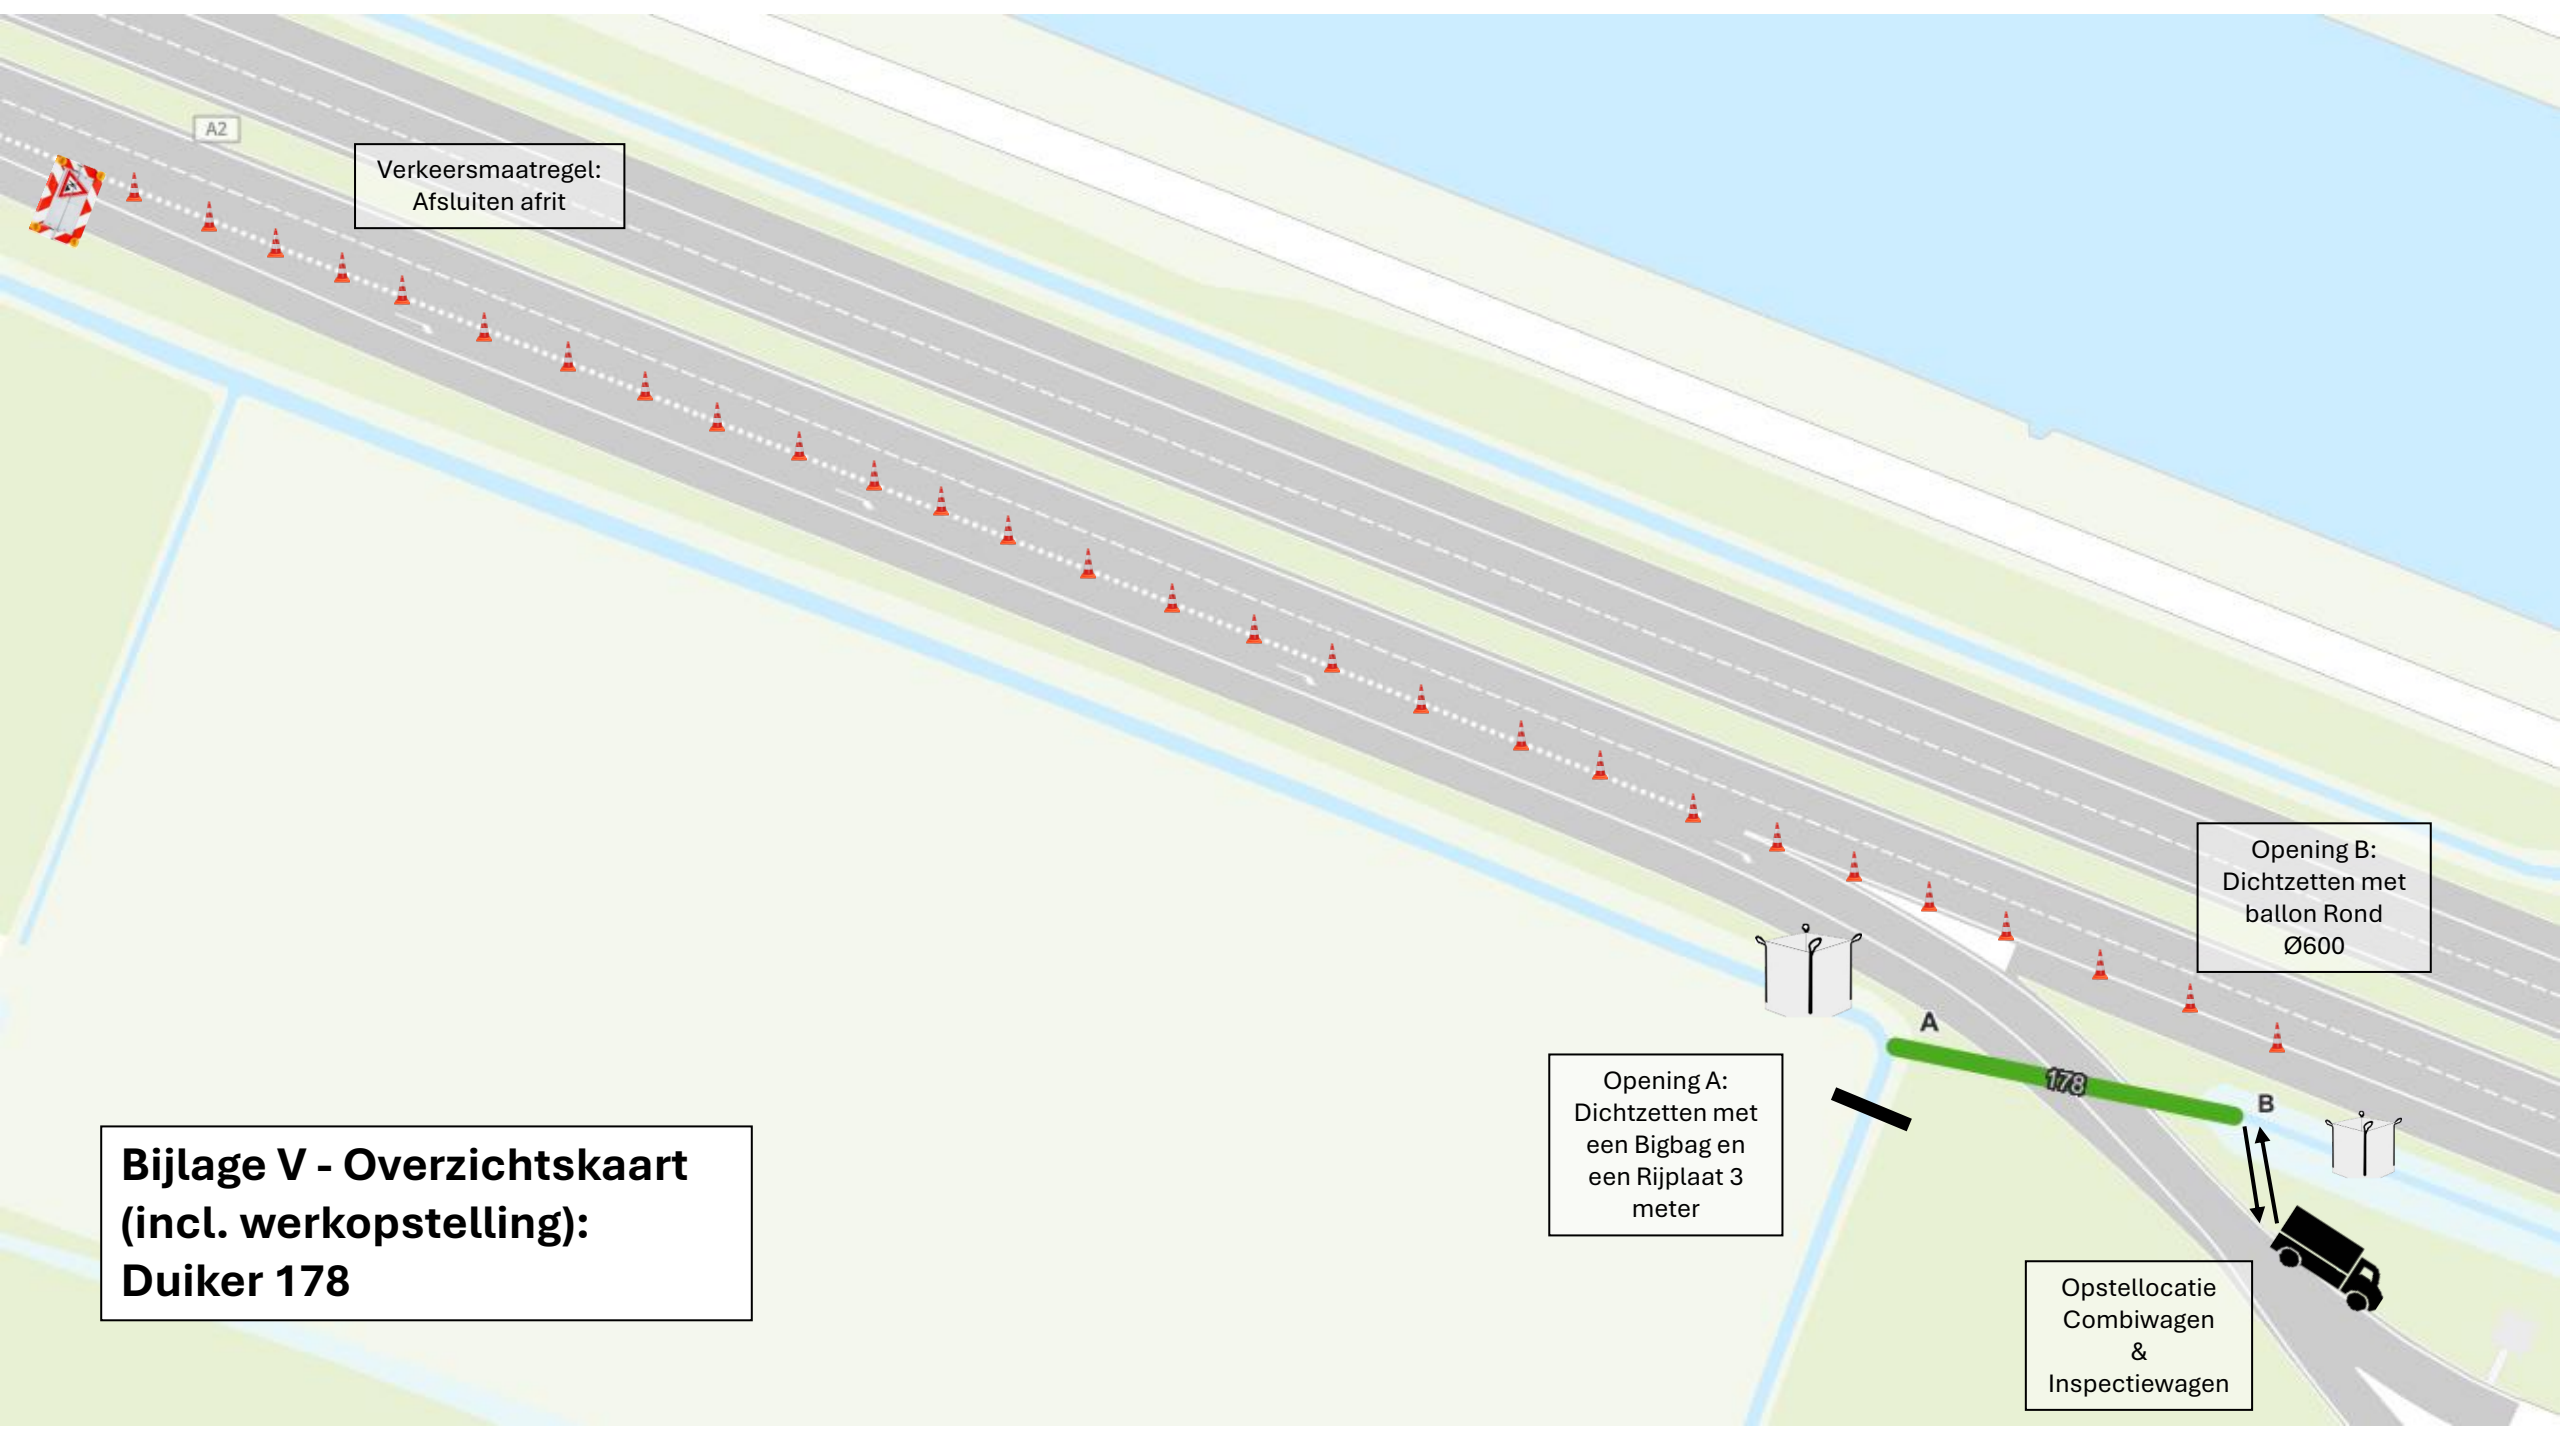 A2
Verkeersmaatregel:
Afsluiten afrit
Opening B:
Dichtzetten met
ballon Rond
Ø600
A
178
B
Opening A:
Dichtzetten met
een Bigbag en
een Rijplaat 3
meter
Bijlage V - Overzichtskaart
(incl. werkopstelling):
Duiker 178
Opstellocatie
Combiwagen
&
Inspectiewagen